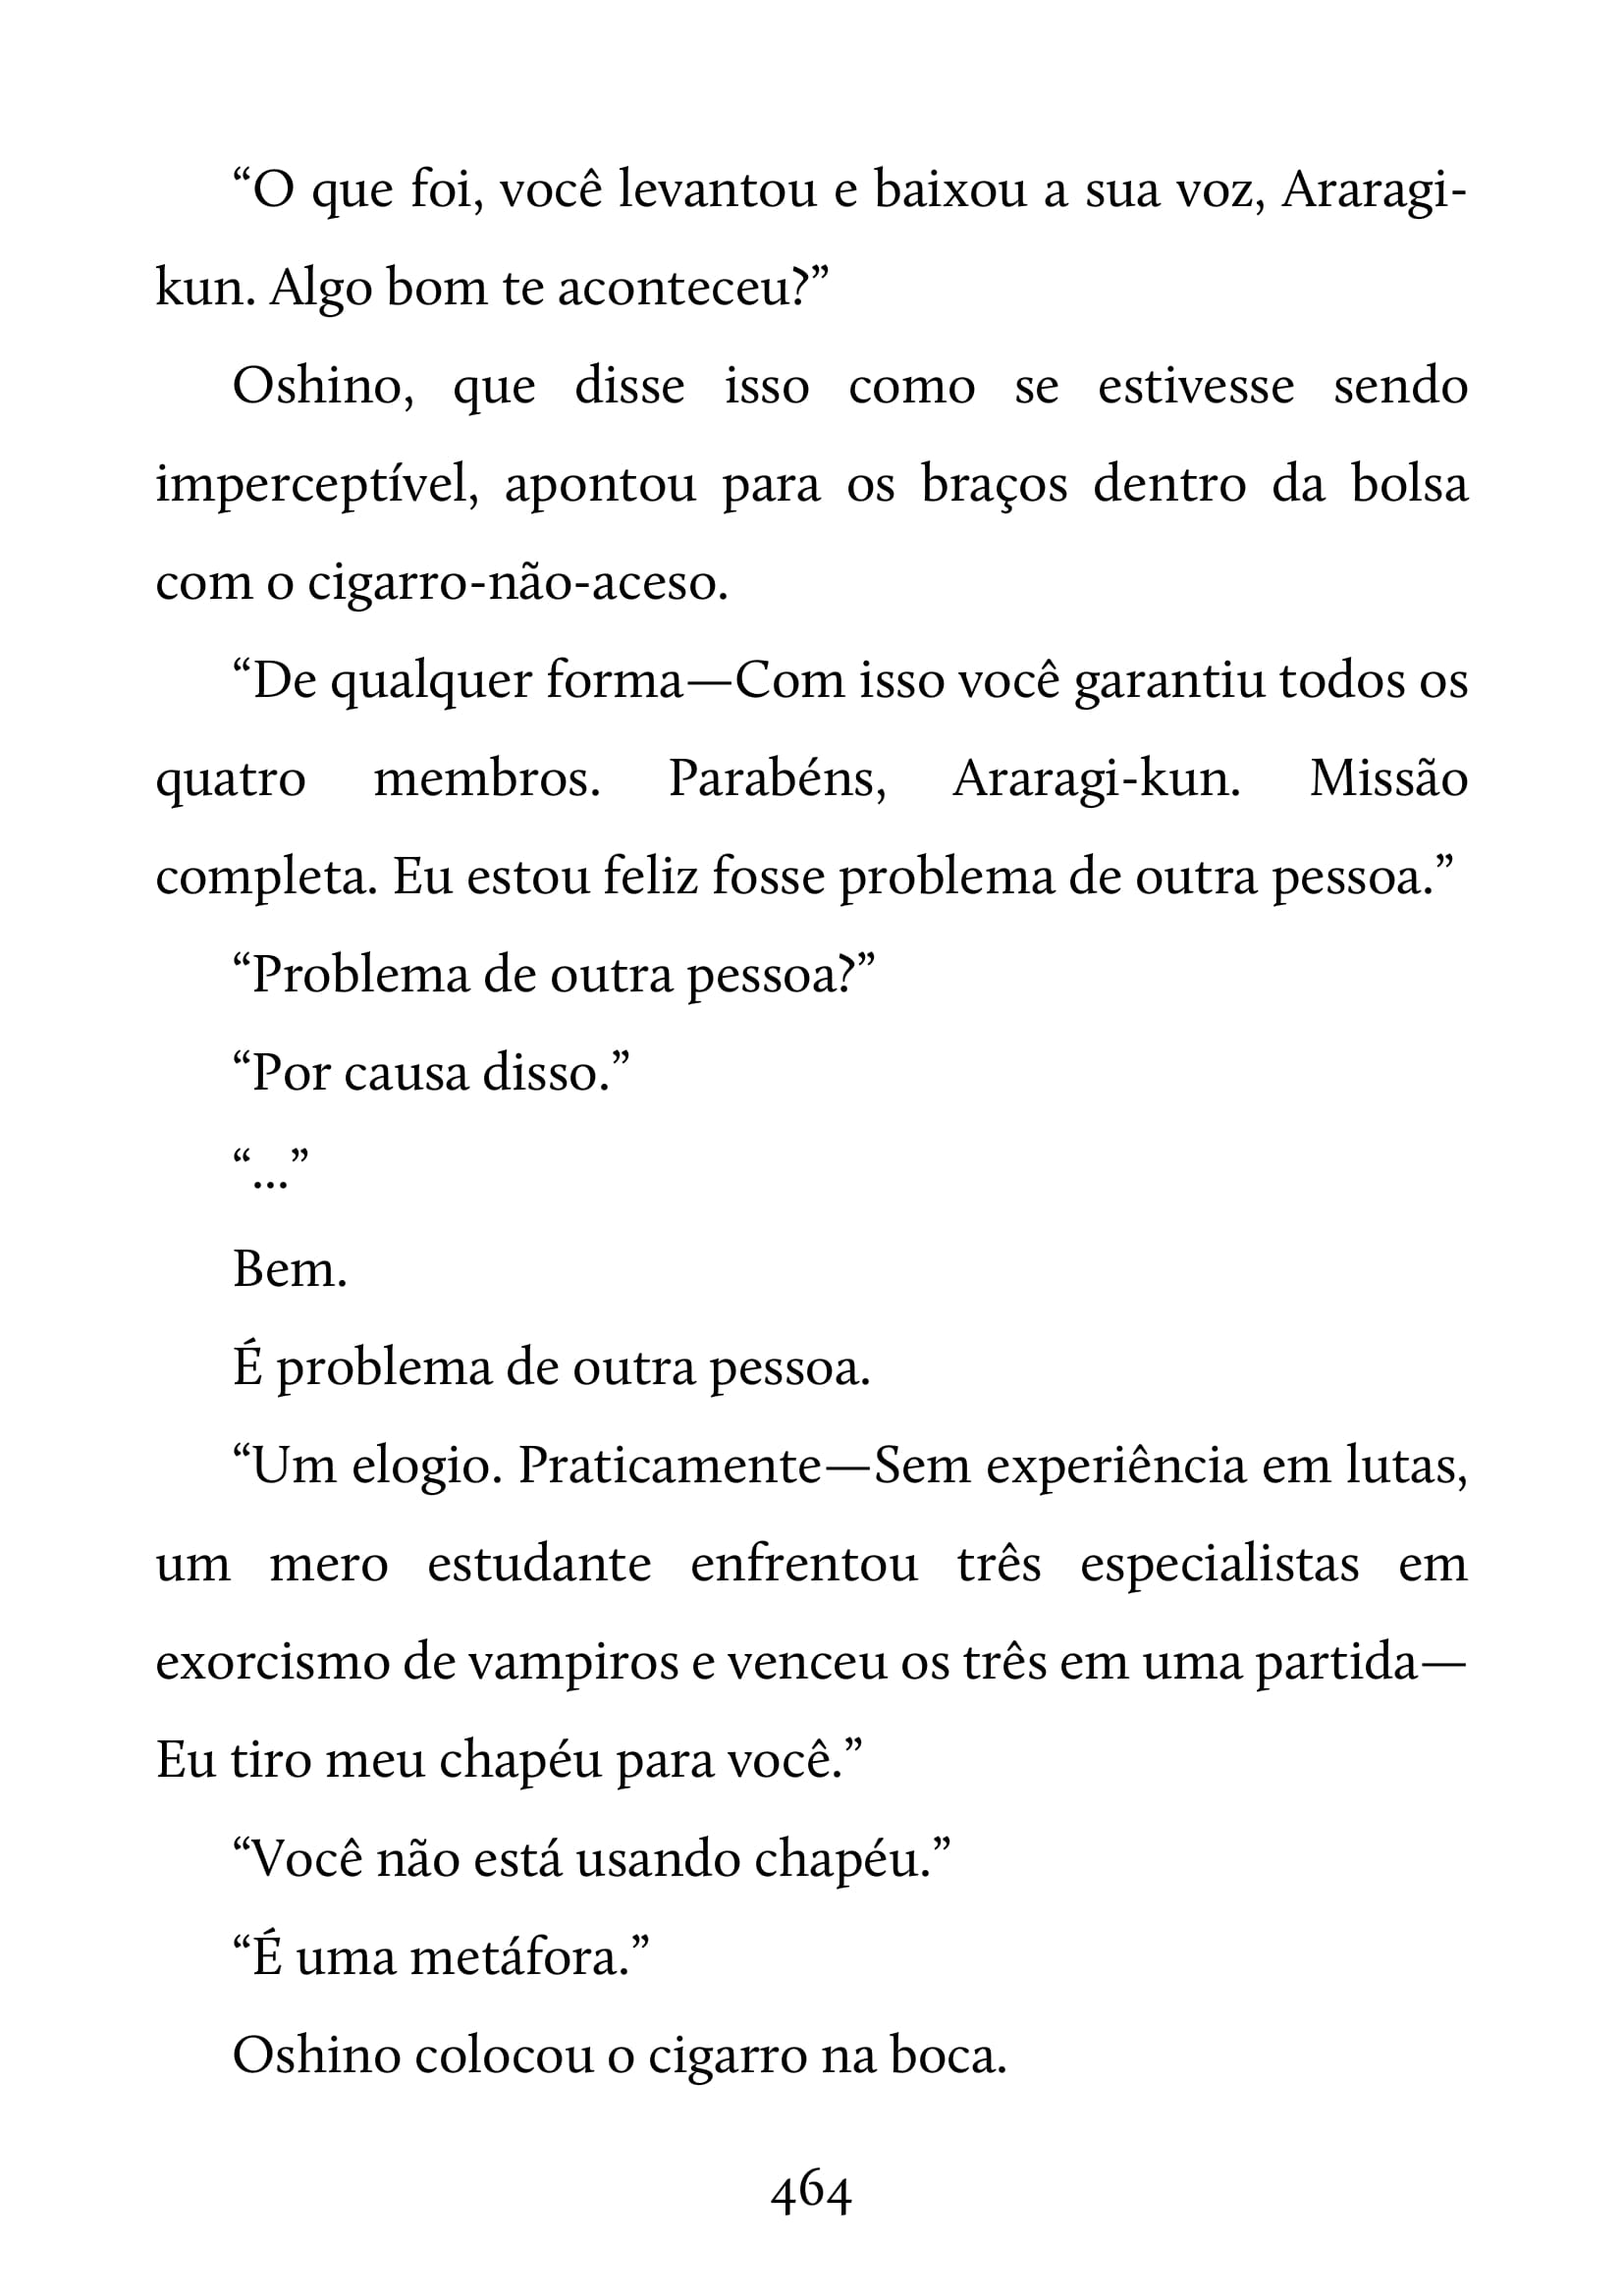 “O que foi, você levantou e baixou a sua voz, Araragi-
kun. Algo bom te aconteceu?”
Oshino, que disse isso como se estivesse sendo
imperceptível, apontou para os braços dentro da bolsa
com o cigarro-não-aceso.
“De qualquer forma—Com isso você garantiu todos os
quatro membros. Parabéns, Araragi-kun. Missão
completa. Eu estou feliz fosse problema de outra pessoa.”
“Problema de outra pessoa?”
“Por causa disso.”
“...”
Bem.
É problema de outra pessoa.
“Um elogio. Praticamente—Sem experiência em lutas,
um mero estudante enfrentou três especialistas em
exorcismo de vampiros e venceu os três em uma partida—
Eu tiro meu chapéu para você.”
“Você não está usando chapéu.”
“É uma metáfora.”
Oshino colocou o cigarro na boca.
464